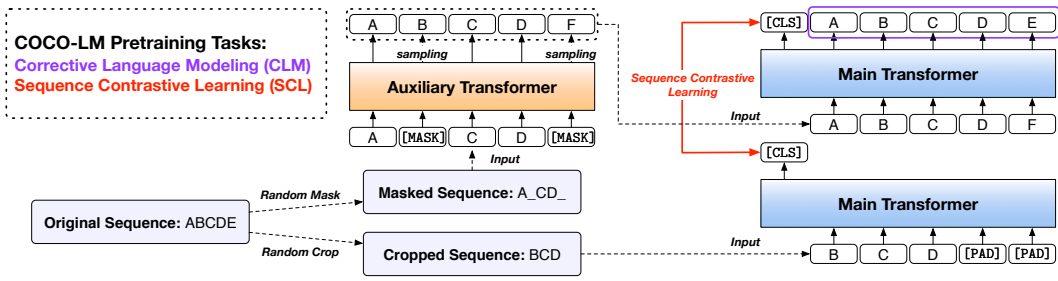 COCO-LM Pretraining Tasks:
Corrective Language Modeling (CLM)
Sequence Contrastive Learning (SCL)
A B C D F
sampling sampling
Auxiliary Transformer
A [MASK] C D [MASK]
Input
Original Sequence: ABCDE
Random Mask
Masked Sequence: A_CD_
Random Crop
Cropped Sequence: BCD
Sequence Contrastive
Learning
[CLS] A B C D E
Main Transformer
Input
A B C D F
[CLS]
Main Transformer
Input
B C D [PAD] [PAD]